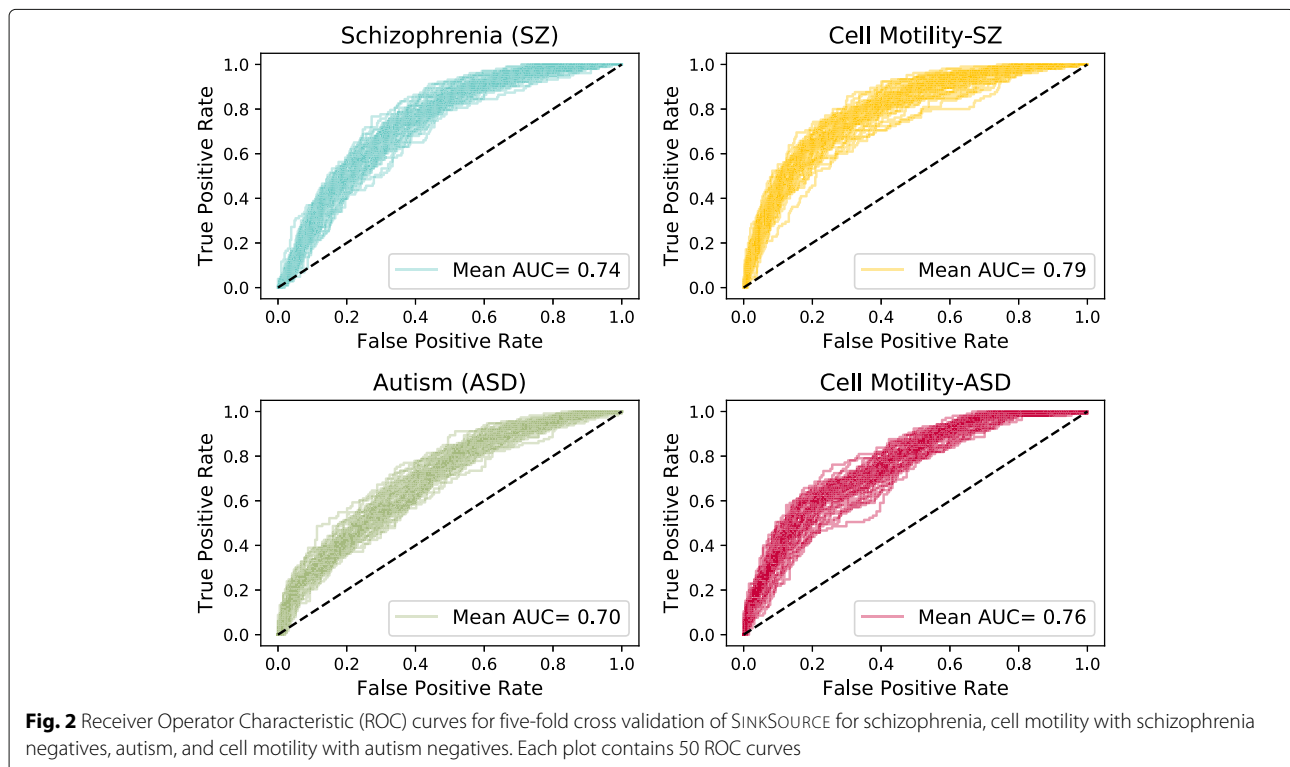 Schizophrenia (SZ)
1.0
0.8
0.6
0.4
0.2
0.0
True Positive Rate
Mean AUC= 0.74
0.0 0.2 0.4 0.6 0.8 1.0
False Positive Rate
Cell Motility-SZ
1.0
0.8
0.6
0.4
0.2
0.0
True Positive Rate
Mean AUC= 0.79
0.0 0.2 0.4 0.6 0.8 1.0
False Positive Rate
Autism (ASD)
1.0
0.8
0.6
0.4
0.2
0.0
True Positive Rate
Mean AUC= 0.70
0.0 0.2 0.4 0.6 0.8 1.0
False Positive Rate
Cell Motility-ASD
1.0
0.8
0.6
0.4
0.2
0.0
True Positive Rate
Mean AUC= 0.76
0.0 0.2 0.4 0.6 0.8 1.0
False Positive Rate
Fig. 2 Receiver Operator Characteristic (ROC) curves for five-fold cross validation of SINKSOURCE for schizophrenia, cell motility with schizophrenia
negatives, autism, and cell motility with autism negatives. Each plot contains 50 ROC curves